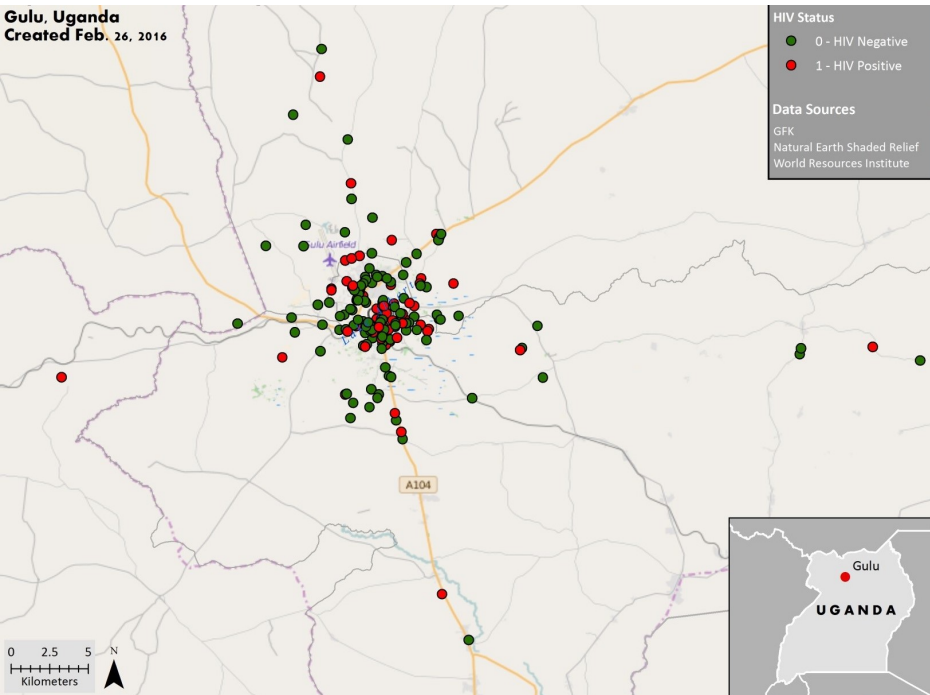 Gulu, Uganda
Created Feb. 26, 2016
HIV Status
0 - HIV Negative
1 - HIV Positive
Data Sources
GFK
Natural Earth Shaded Relief
World Resources Institute
Gulu Airfield
A104
Gulu
UGANDA
0 2.5 5
Kilometers
N